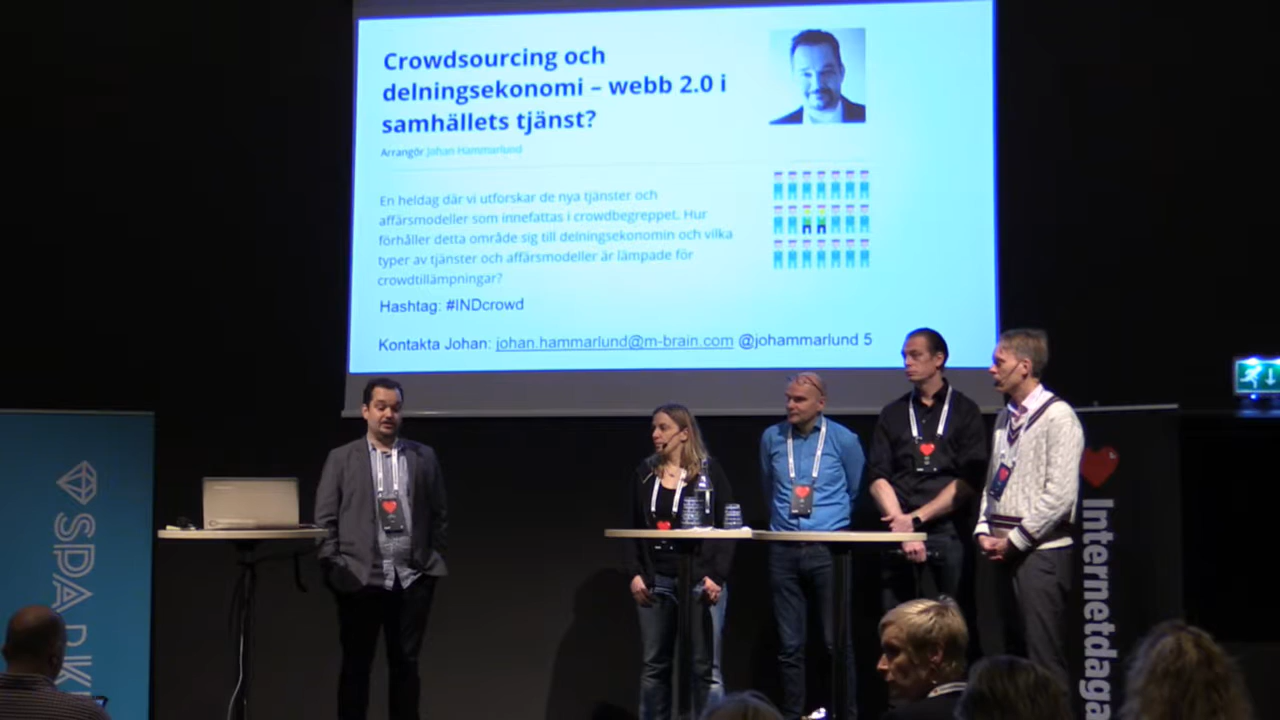 Crowdsourcing och
delningsekonomi – webb 2.0 i
samhällets tjänst?
Arrangör Johan Hammarlund
En heldag där vi utforskar de nya tjänster och
affärsmodeller som innefattas i crowdbegreppet. Hur
förhåller detta område sig till delningsekonomin och vilka
typer av tjänster och affärsmodeller är lämpade för
crowdtillämpningar?
Hashtag: #INDcrowd
Kontakta Johan: johan.hammarlund@m-brain.com @johammarlund 5
Internetdaga